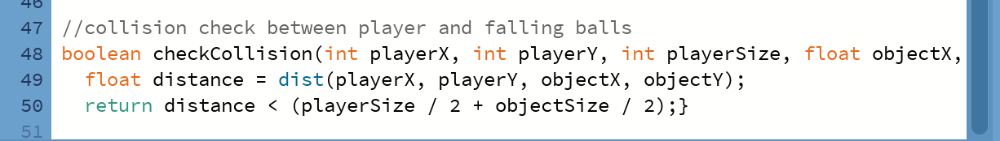 46
47 //collision check between player and falling balls
48 boolean checkCollision(int playerX, int playerY, int playerSize, float objectX,
49 float distance = dist(playerX, playerY, objectX, objectY);
50 return distance < (playerSize / 2 + objectSize / 2);}
51